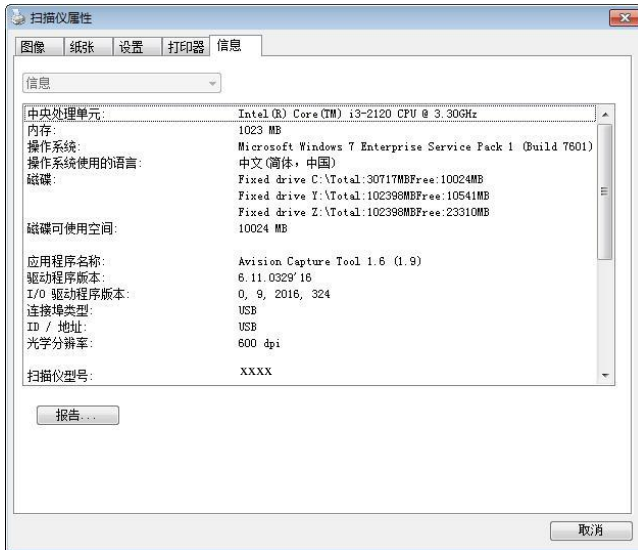 扫描仪属性
图像 纸张 设置 打印器 信息
信息
中央处理单元: Intel(R) Core(TM) i3-2120 CPU @ 3.30GHz
内存: 1023 MB
操作系统: Microsoft Windows 7 Enterprise Service Pack 1 (Build 7601)
操作系统使用的语言: 中文(简体，中国)
磁碟: Fixed drive C:\Total:30717MBFree:10024MB
Fixed drive Y:\Total:102398MBFree:10541MB
Fixed drive Z:\Total:102398MBFree:23310MB
磁碟可使用空间: 10024 MB
应用程序名称: Avision Capture Tool 1.6 (1.9)
驱动程序版本: 6.11.0329'16
I/O 驱动程序版本: 0, 9, 2016, 324
连接埠类型: USB
ID / 地址: USB
光学分辨率: 600 dpi
扫描仪型号: XXXX
报告...
取消